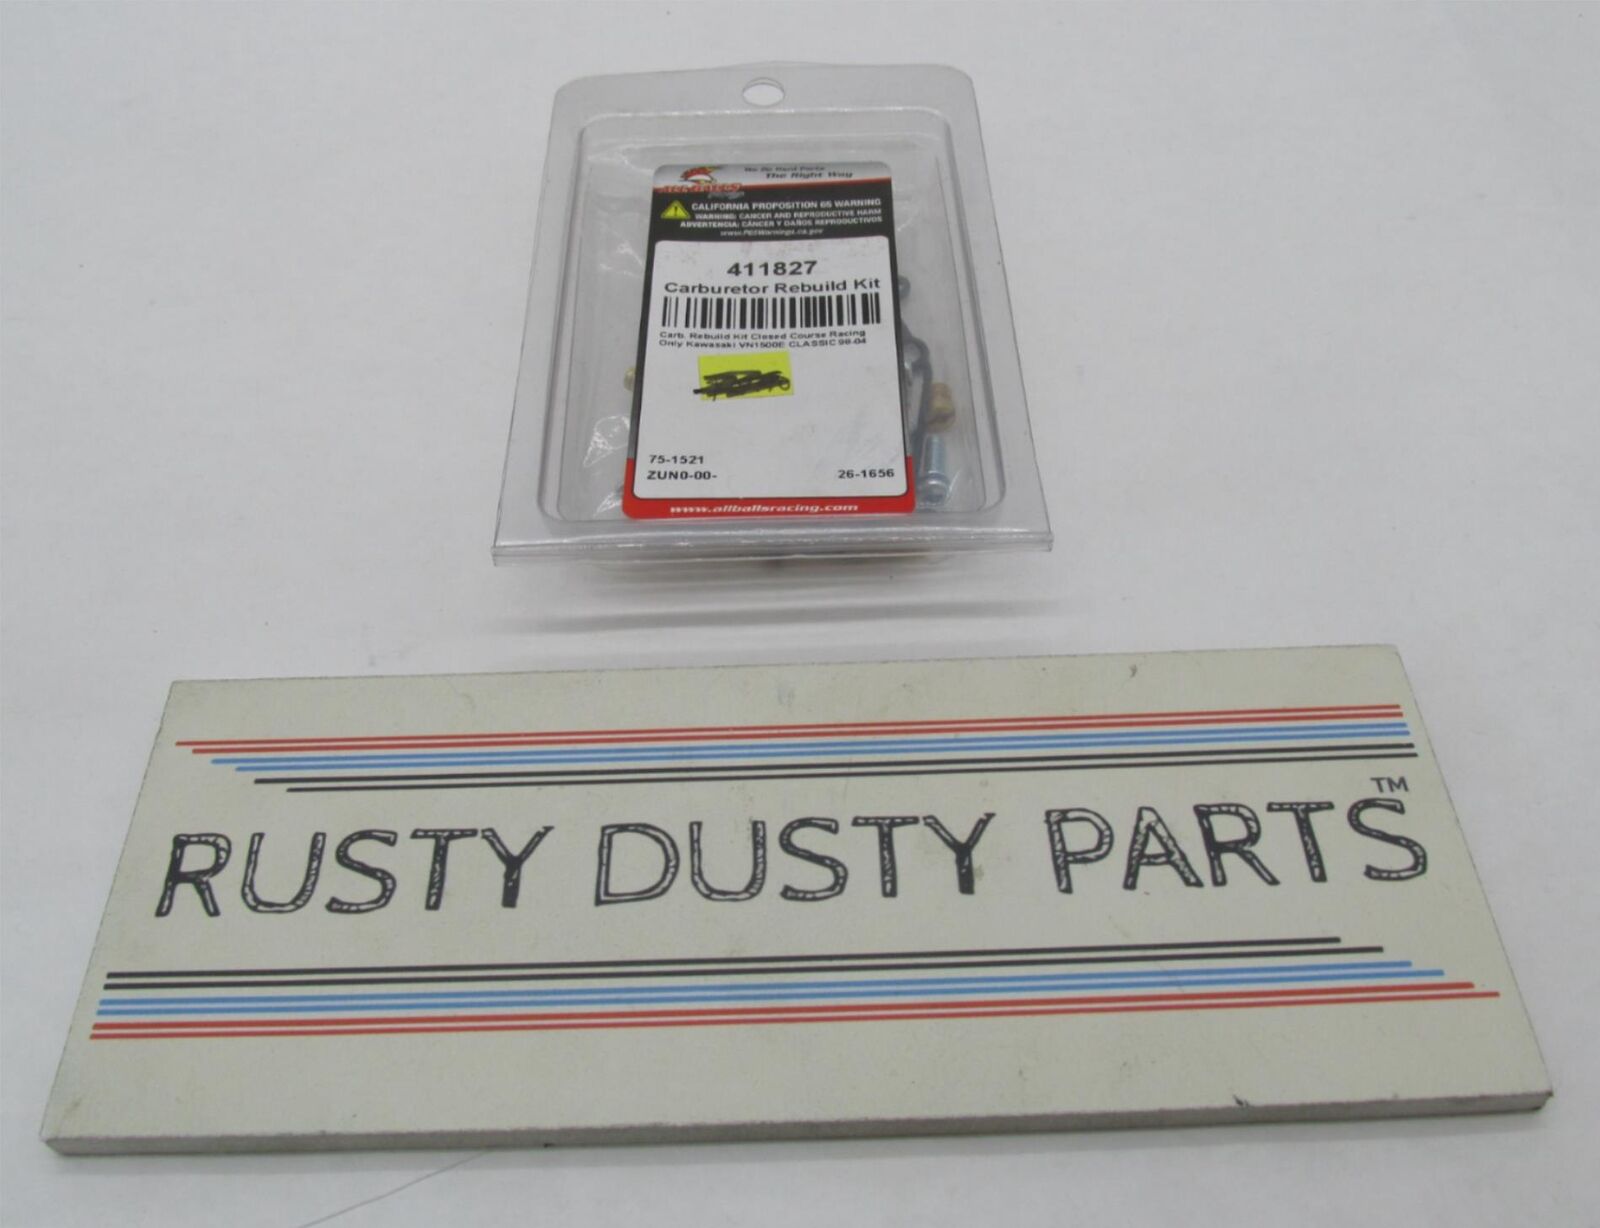 We Do Hard Parts
The Right Way
ALL BALLS
CALIFORNIA PROPOSITION 65 WARNING
WARNING: CANCER AND REPRODUCTIVE HARM
ADVERTENCIA: CÁNCER Y DAÑOS REPRODUCTIVOS
www.P65Warnings.ca.gov
411827
Carburetor Rebuild Kit
Carb. Rebuild Kit Closed Course Racing
Only Kawasaki VN1500E CLASSIC 98-04
75-1521
ZUN0-00-
26-1656
www.allballsracing.com
RUSTY DUSTY PARTS™